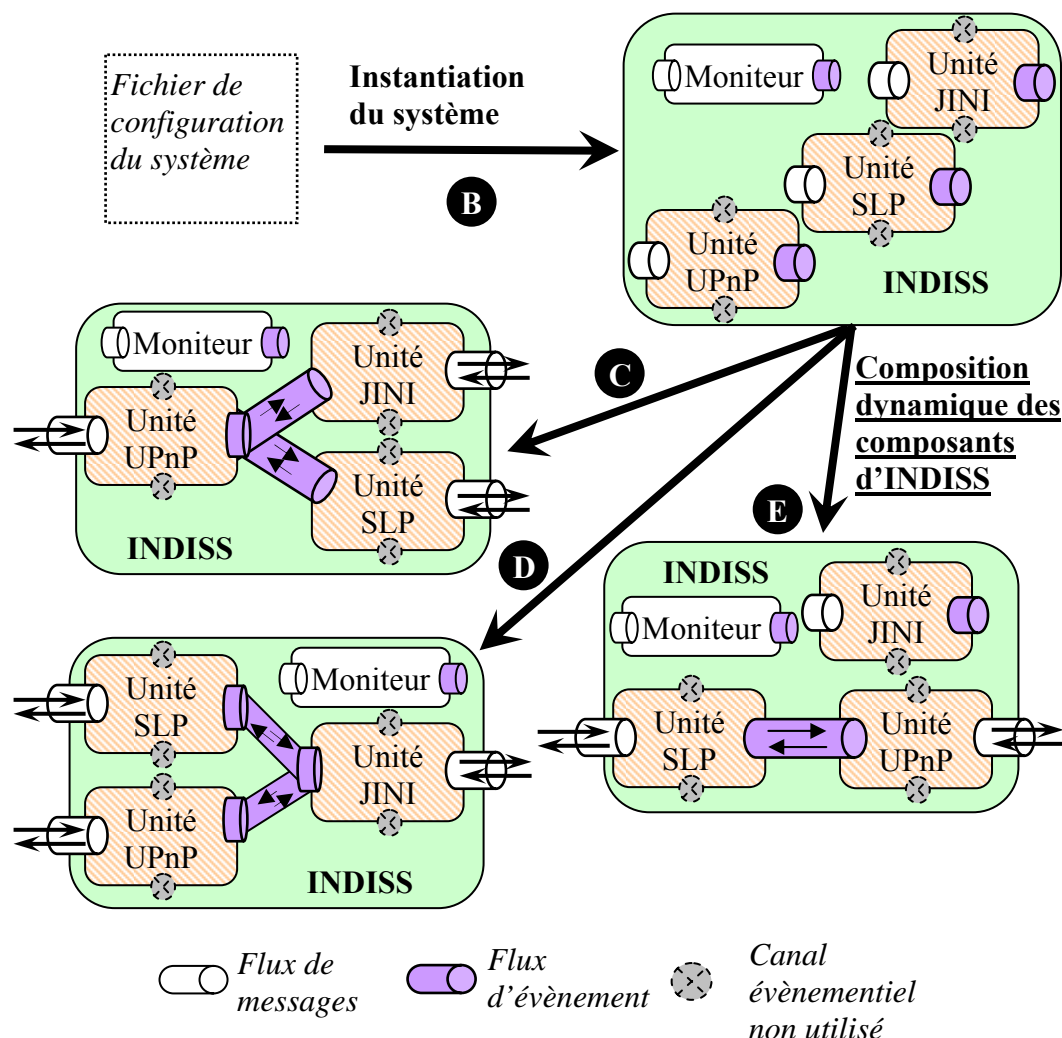 Fichier de
configuration
du système
Instantiation
du système
B
Moniteur
Unité
JINI
Unité
SLP
Unité
UPnP
INDISS
Composition
dynamique des
composants
d'INDISS
C
D
E
Moniteur
Unité
JINI
Unité
UPnP
Unité
SLP
INDISS
INDISS
Moniteur
Unité
JINI
Unité
SLP
Unité
UPnP
Unité
SLP
Moniteur
Unité
JINI
Unité
UPnP
INDISS
Flux de
messages
Flux
d'évènement
Canal
évènementiel
non utilisé